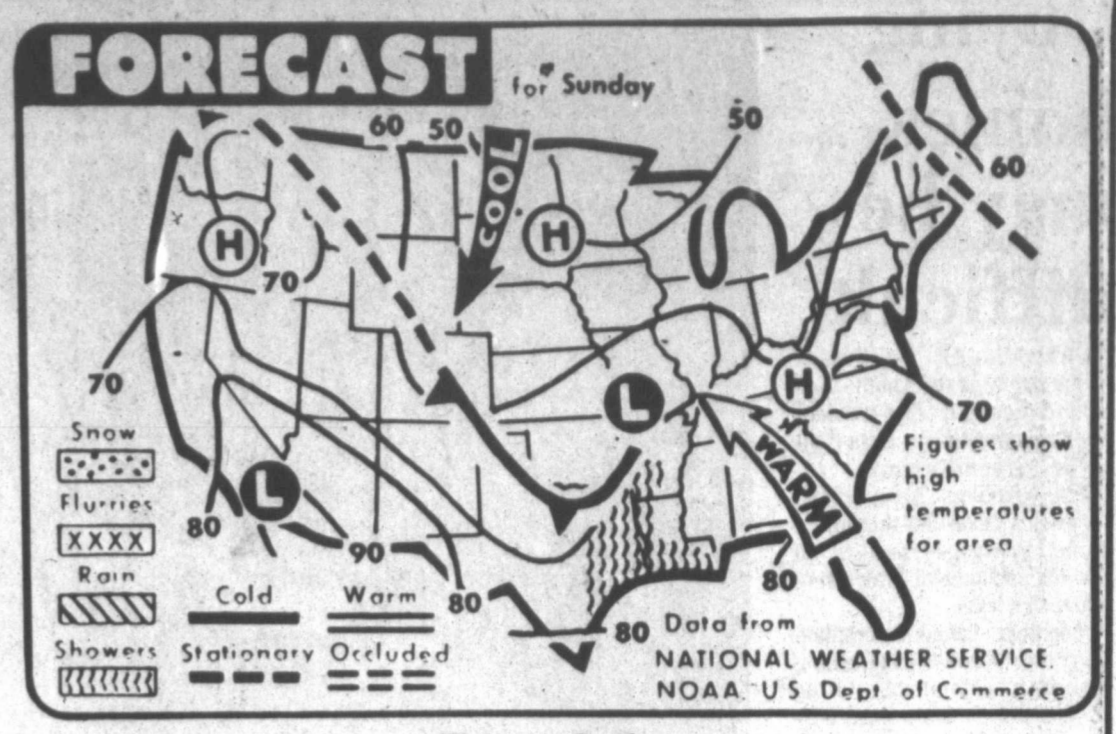 FORECAST
for Sunday
60 50
50
60
COOL
H
H
70
70
L
H
70
WARM
L
80
90
80
80
80
Snow
Flurries
XXXX
Rain
Showers
Cold Warm
Stationary Occluded
Figures show
high
temperatures
for area
Data from
NATIONAL WEATHER SERVICE,
NOAA, U.S. Dept. of Commerce